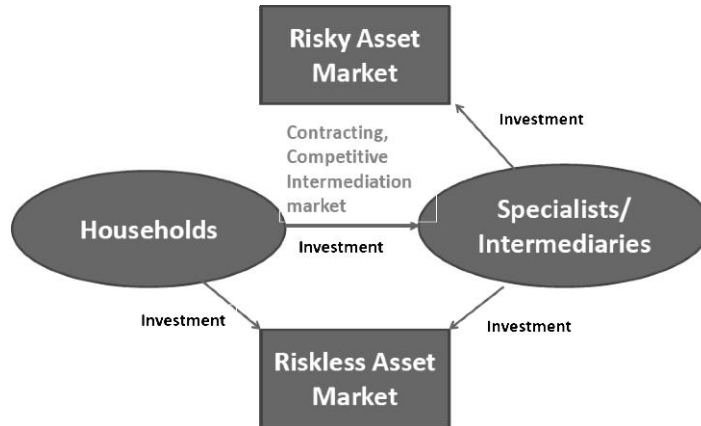 Risky Asset
Market
Investment
Contracting,
Competitive
Intermediation
market
Households
Investment
Specialists/
Intermediaries
Investment
Investment
Riskless Asset
Market